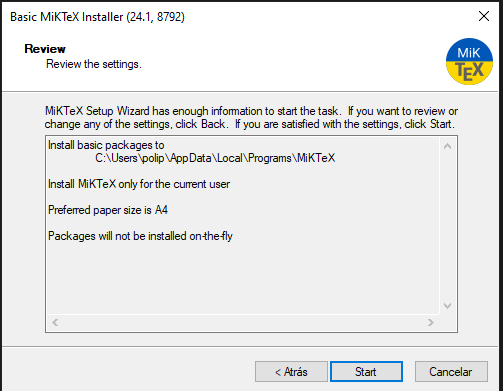 Basic MiKTeX Installer (24.1, 8792)
Review
Review the settings.
MiK
TEX
MiKTeX Setup Wizard has enough information to start the task. If you want to review or
change any of the settings, click Back. If you are satisfied with the settings, click Start.
Install basic packages to
C:\Users\polip\AppData\Local\Programs\MiKTeX
Install MiKTeX only for the current user
Preferred paper size is A4
Packages will not be installed on-the-fly
< Atrás
Start
Cancelar